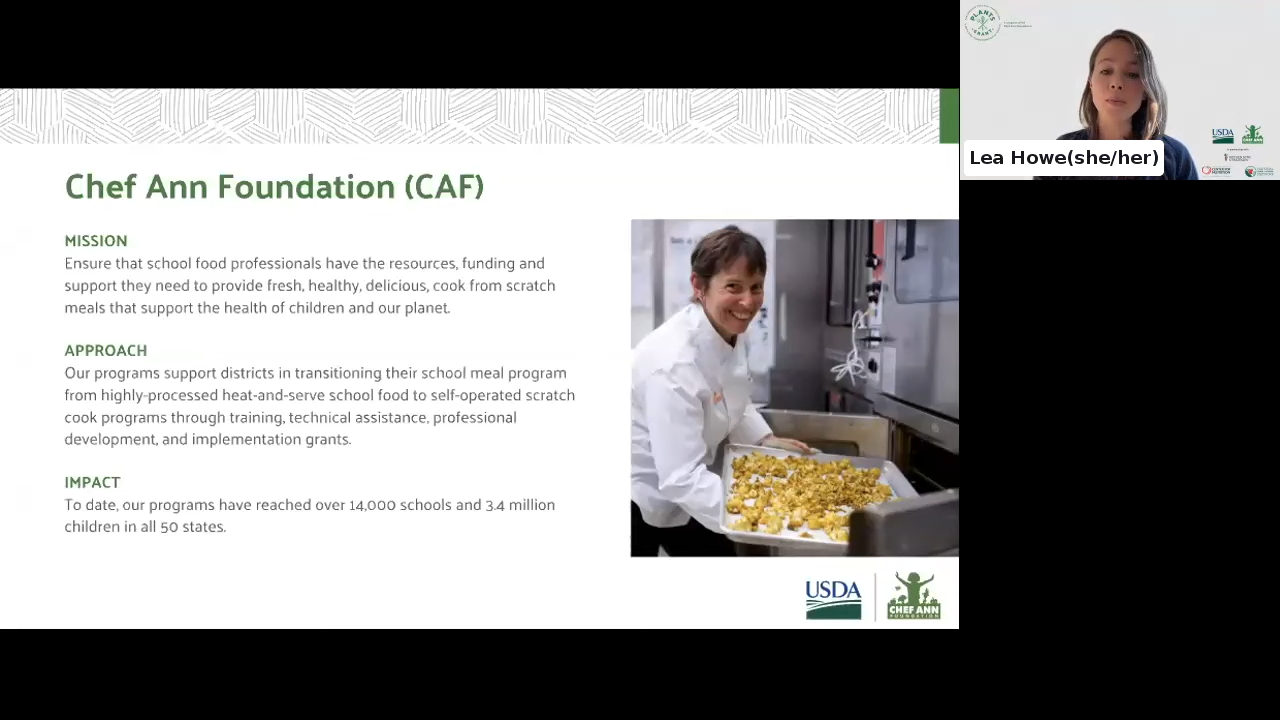 Chef Ann Foundation (CAF)
MISSION
Ensure that school food professionals have the resources, funding and
support they need to provide fresh, healthy, delicious, cook from scratch
meals that support the health of children and our planet.
APPROACH
Our programs support districts in transitioning their school meal program
from highly-processed heat-and-serve school food to self-operated scratch
cook programs through training, technical assistance, professional
development, and implementation grants.
IMPACT
To date, our programs have reached over 14,000 schools and 3.4 million
children in all 50 states.
USDA
CHEF ANN
FOUNDATION
PLANTS
GRANT
USDA
CHEF ANN
Lea Howe(she/her)